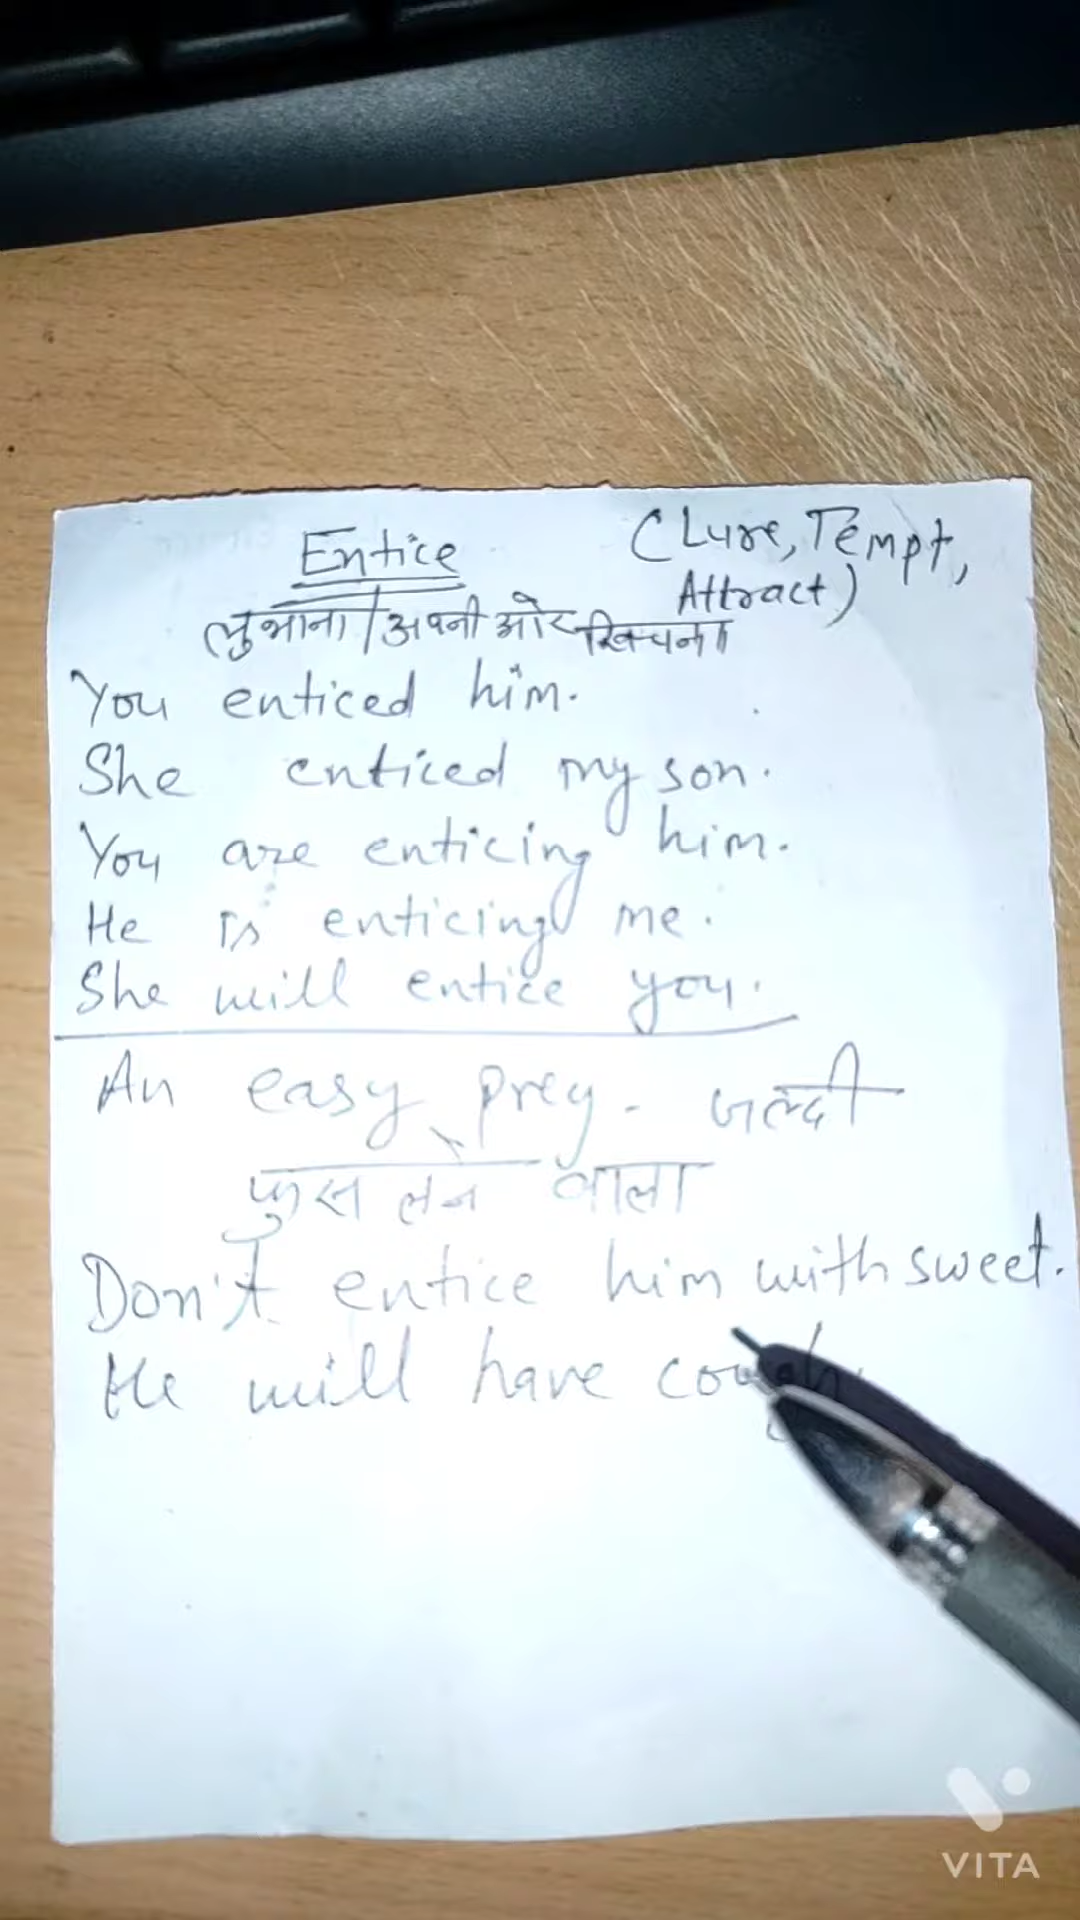 Entice (Lure, Tempt,
Attract)
लुभाना/अपनी ओर खिचना
You enticed him.
She enticed my son.
You are enticing him.
He is enticing me.
She will entice you.
An easy prey - जल्दी
फुस लने वाला
Don't entice him with sweet.
He will have cough.
VITA